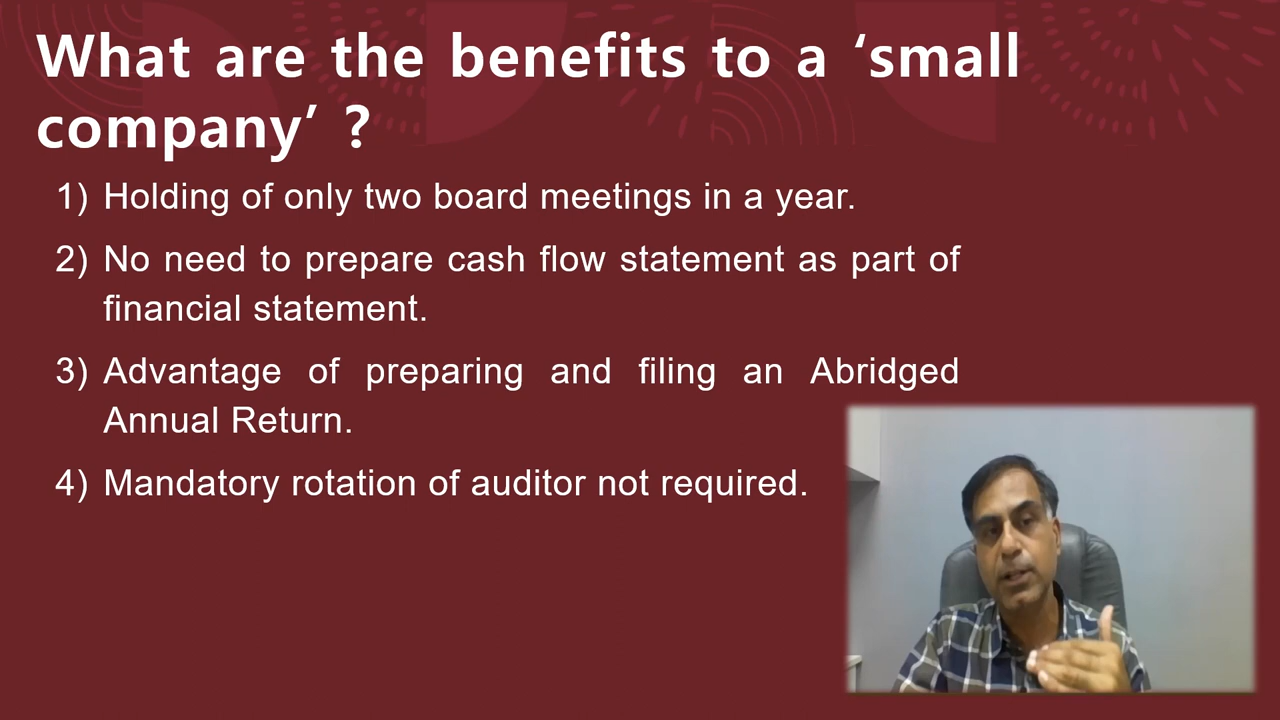 What are the benefits to a ‘small
company’ ?
1) Holding of only two board meetings in a year.
2) No need to prepare cash flow statement as part of
financial statement.
3) Advantage of preparing and filing an Abridged
Annual Return.
4) Mandatory rotation of auditor not required.